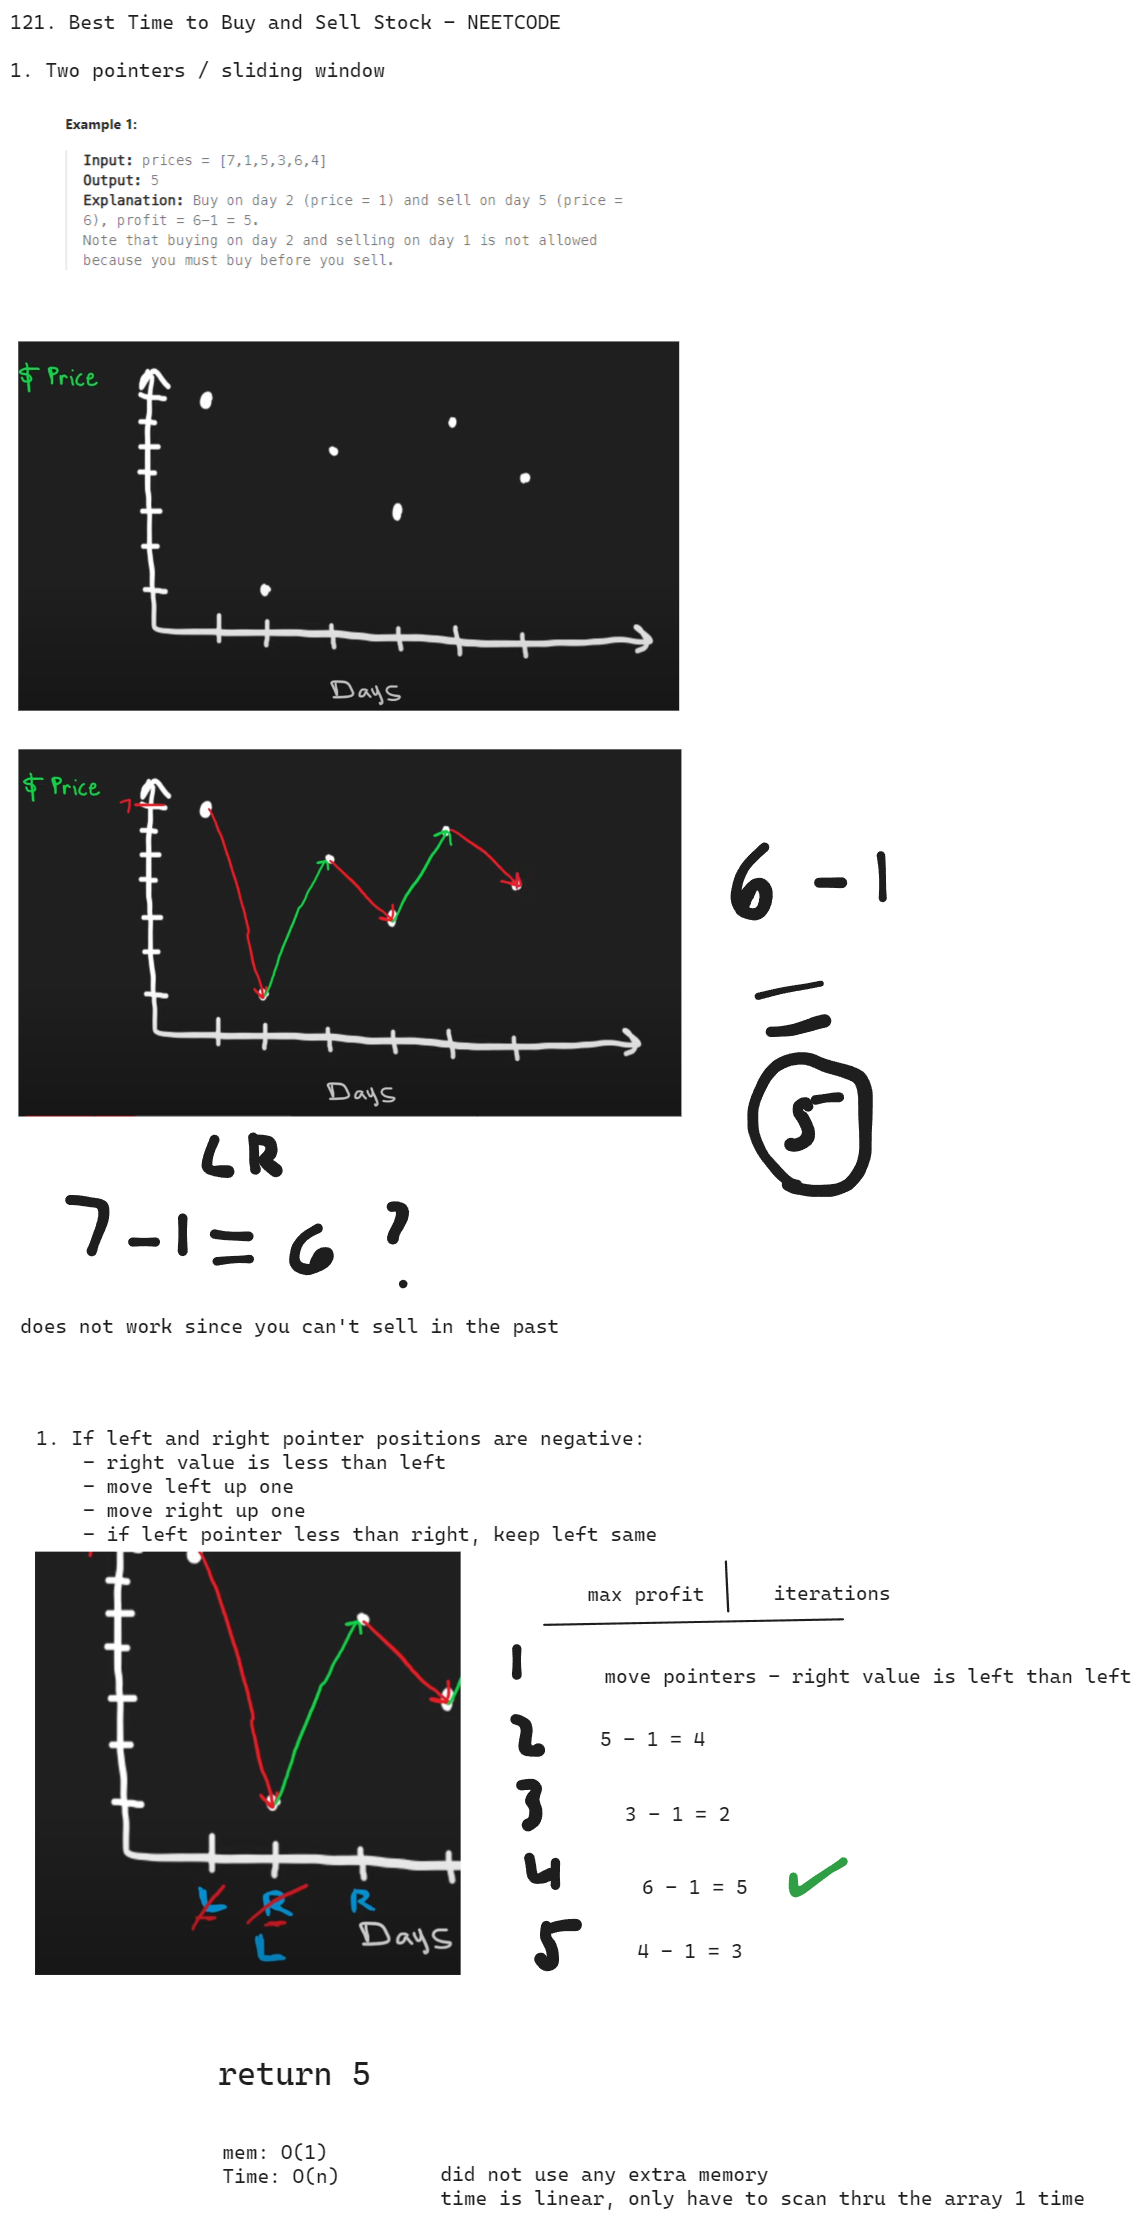 121. Best Time to Buy and Sell Stock – NEETCODE
1. Two pointers / sliding window
Example 1:
Input: prices = [7,1,5,3,6,4]
Output: 5
Explanation: Buy on day 2 (price = 1) and sell on day 5 (price =
6), profit = 6-1 = 5.
Note that buying on day 2 and selling on day 1 is not allowed
because you must buy before you sell.
$ Price
Days
$ Price
7
Days
6 - 1
=
5
L R
7 - 1 = 6 ?
does not work since you can't sell in the past
1. If left and right pointer positions are negative:
– right value is less than left
– move left up one
– move right up one
– if left pointer less than right, keep left same
max profit iterations
1 move pointers – right value is left than left
2 5 – 1 = 4
3 3 – 1 = 2
4 6 – 1 = 5
5 4 – 1 = 3
L R R
L
Days
return 5
mem: O(1)
Time: O(n)
did not use any extra memory
time is linear, only have to scan thru the array 1 time